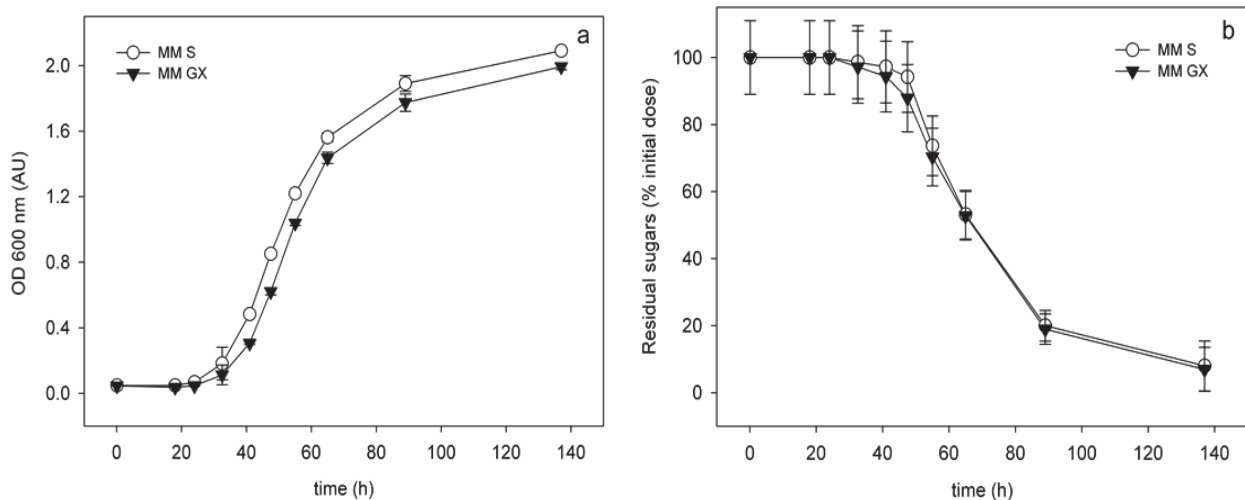 a
MM S
MM GX
OD 600 nm (AU)
2.0
1.6
1.2
0.8
0.4
0.0
0 20 40 60 80 100 120 140
time (h)
b
MM S
MM GX
Residual sugars (% initial dose)
100
80
60
40
20
0
0 20 40 60 80 100 120 140
time (h)